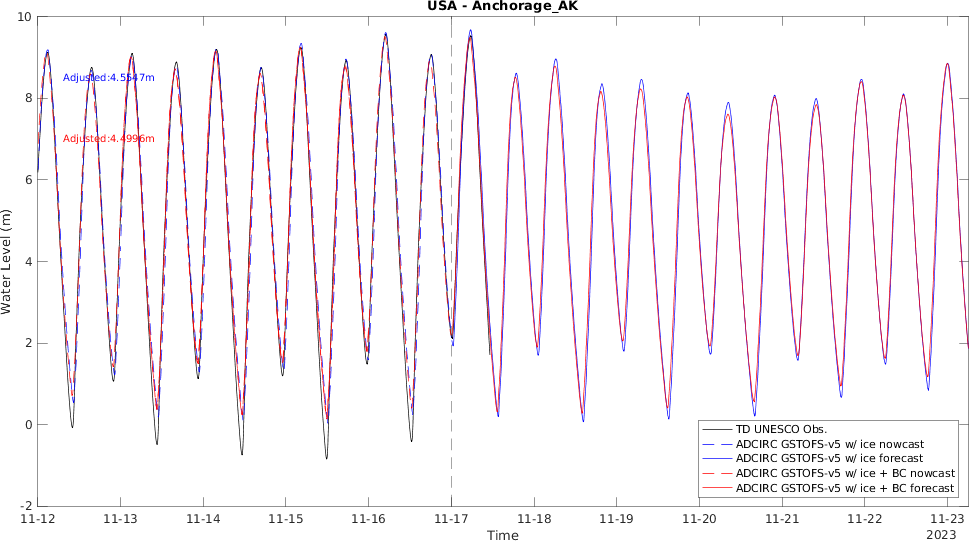 USA - Anchorage_AK
10
8
6
4
2
0
-2
Water Level (m)
Adjusted:4.5547m
Adjusted:4.4996m
TD UNESCO Obs.
ADCIRC GSTOFS-v5 w/ ice nowcast
ADCIRC GSTOFS-v5 w/ ice forecast
ADCIRC GSTOFS-v5 w/ ice + BC nowcast
ADCIRC GSTOFS-v5 w/ ice + BC forecast
11-12 11-13 11-14 11-15 11-16 11-17 11-18 11-19 11-20 11-21 11-22 11-23
Time
2023